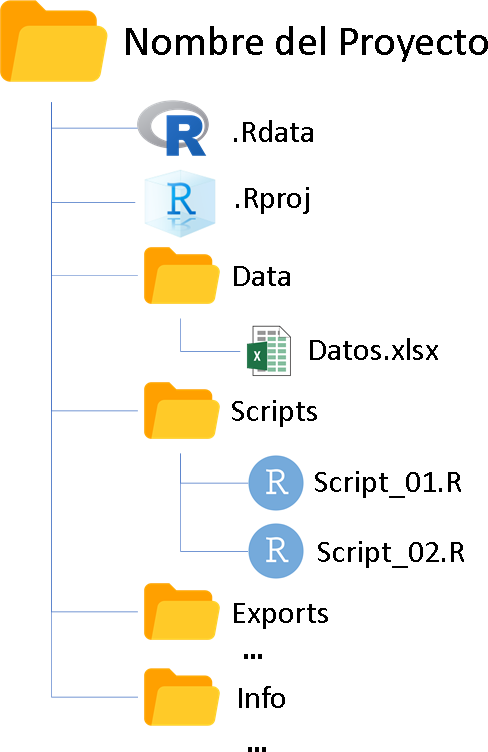 Nombre del Proyecto
R .Rdata
R .Rproj
Data
X Datos.xlsx
Scripts
R Script_01.R
R Script_02.R
Exports
...
Info
...